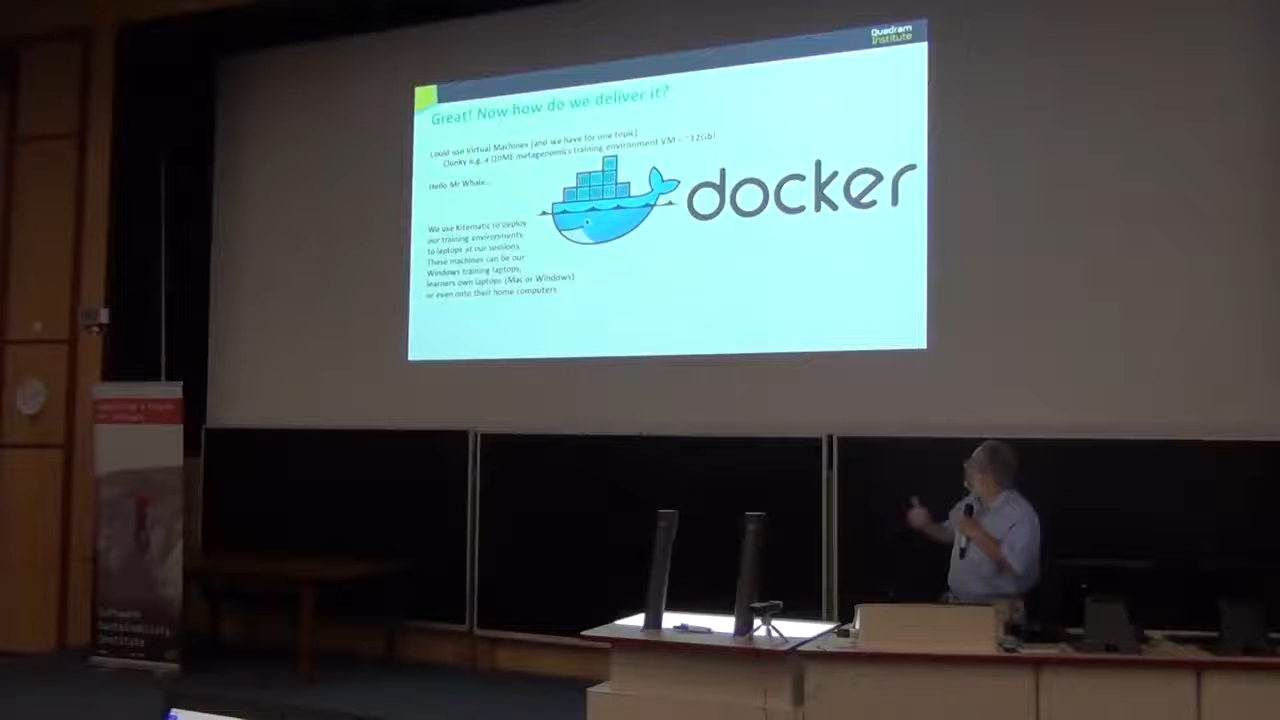 Quadram
Institute
Great! Now how do we deliver it?
Could use Virtual Machines (and we have for one topic)
Clunky e.g. a QIIME metagenomics training environment VM - ~12Gb!
Hello Mr Whale...
docker
We use Kitematic to deploy
our training environments
to laptops at our sessions.
These machines can be our
Windows training laptops,
learners own laptops (Mac or Windows)
or even onto their home computers
Software
Sustainability
Institute